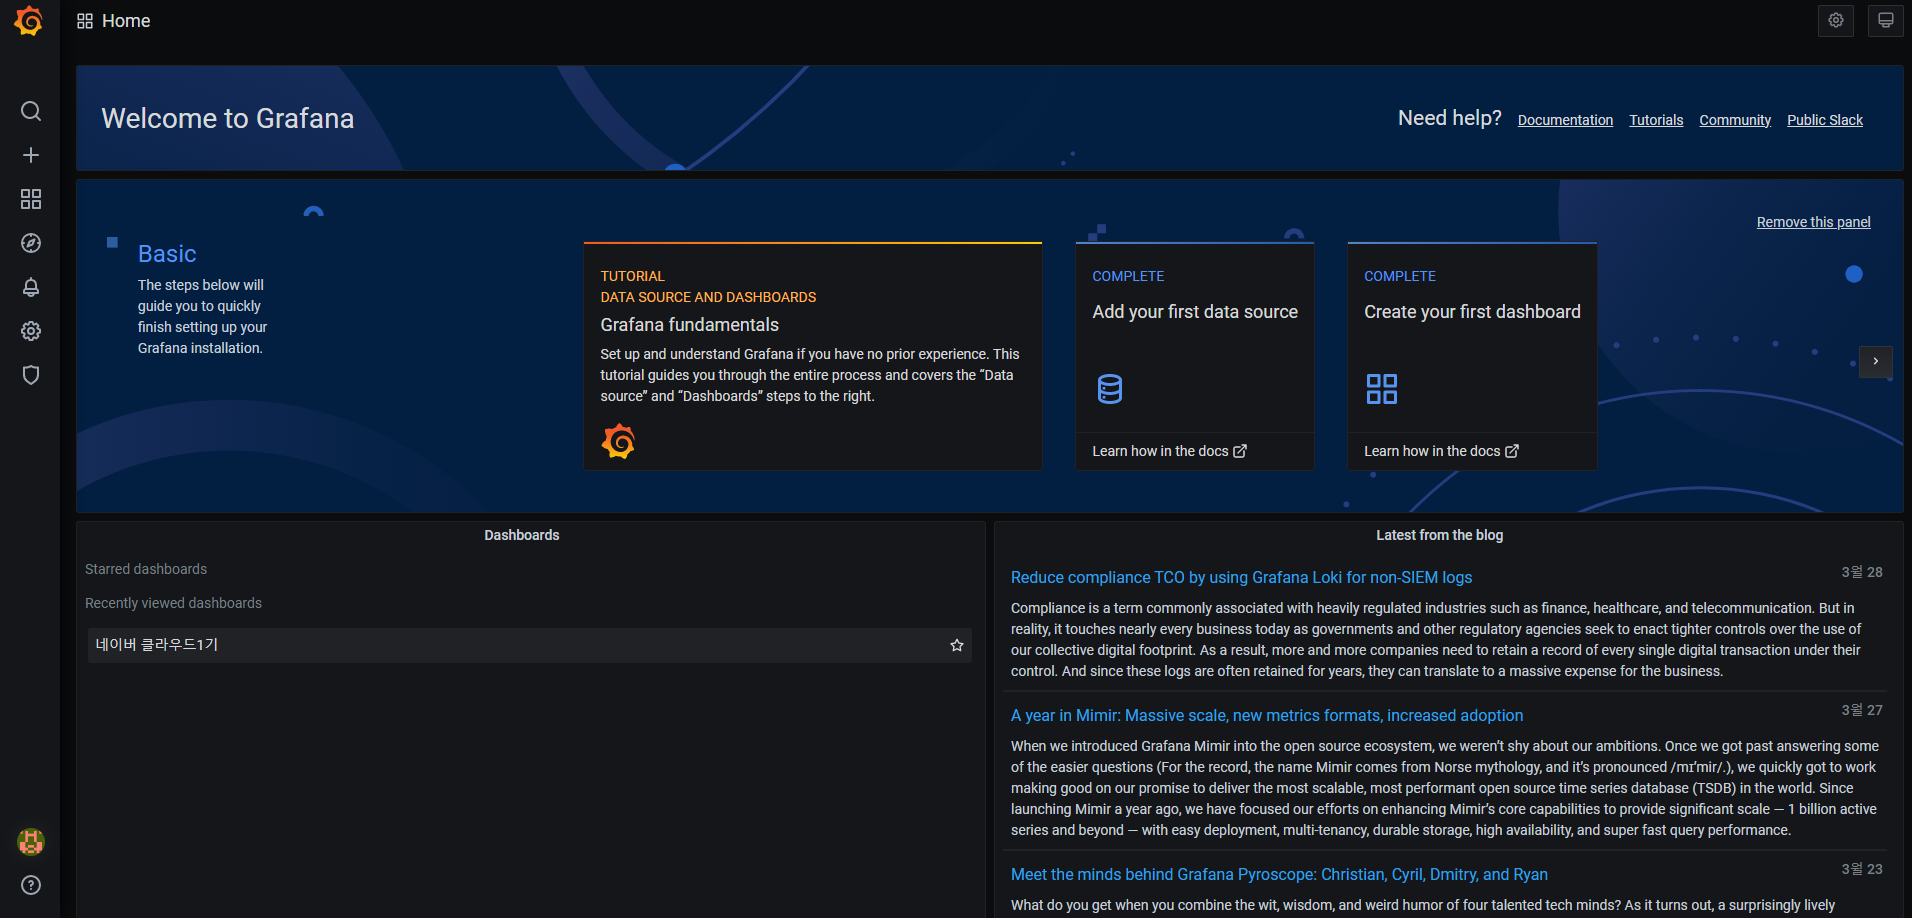 Home
Welcome to Grafana
Need help? Documentation Tutorials Community Public Slack
Remove this panel
Basic
The steps below will
guide you to quickly
finish setting up your
Grafana installation.
TUTORIAL
DATA SOURCE AND DASHBOARDS
Grafana fundamentals
Set up and understand Grafana if you have no prior experience. This
tutorial guides you through the entire process and covers the “Data
source” and “Dashboards” steps to the right.
COMPLETE
Add your first data source
Learn how in the docs
COMPLETE
Create your first dashboard
Learn how in the docs
Dashboards
Starred dashboards
Recently viewed dashboards
네이버 클라우드1기
Latest from the blog
Reduce compliance TCO by using Grafana Loki for non-SIEM logs
3월 28
Compliance is a term commonly associated with heavily regulated industries such as finance, healthcare, and telecommunication. But in
reality, it touches nearly every business today as governments and other regulatory agencies seek to enact tighter controls over the use of
our collective digital footprint. As a result, more and more companies need to retain a record of every single digital transaction under their
control. And since these logs are often retained for years, they can translate to a massive expense for the business.
A year in Mimir: Massive scale, new metrics formats, increased adoption
3월 27
When we introduced Grafana Mimir into the open source ecosystem, we weren’t shy about our ambitions. Once we got past answering some
of the easier questions (For the record, the name Mimir comes from Norse mythology, and it’s pronounced /mɪ’mir/.), we quickly got to work
making good on our promise to deliver the most scalable, most performant open source time series database (TSDB) in the world. Since
launching Mimir a year ago, we have focused our efforts on enhancing Mimir’s core capabilities to provide significant scale — 1 billion active
series and beyond — with easy deployment, multi-tenancy, durable storage, high availability, and super fast query performance.
Meet the minds behind Grafana Pyroscope: Christian, Cyril, Dmitry, and Ryan
3월 23
What do you get when you combine the wit, wisdom, and weird humor of four talented tech minds? As it turns out, a surprisingly lively